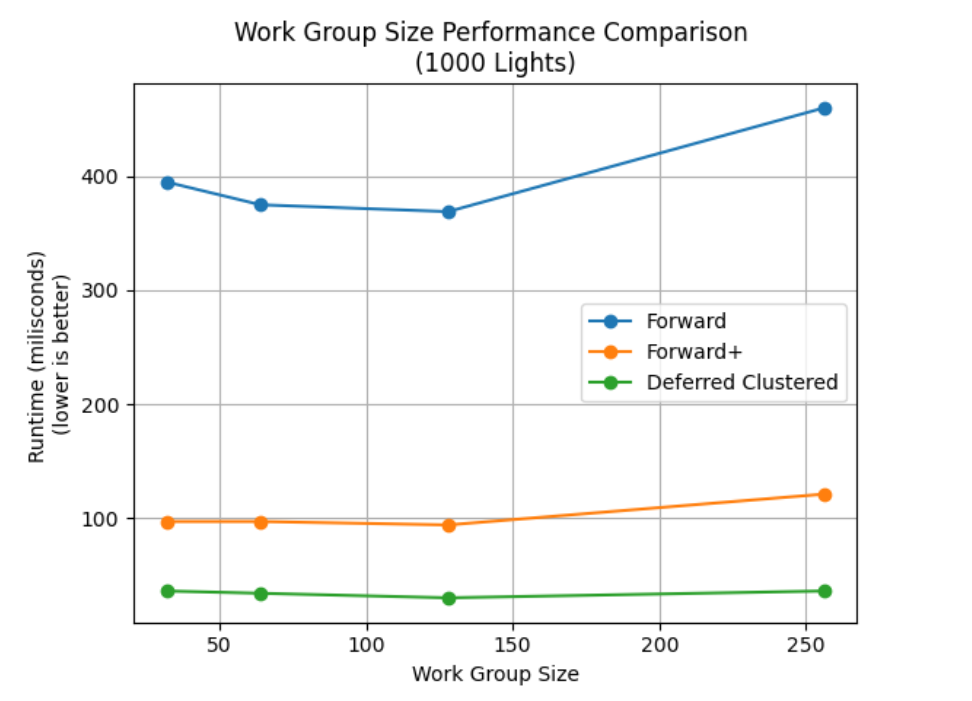 Work Group Size Performance Comparison
(1000 Lights)
Runtime (milisconds)
(lower is better)
400
300
200
100
Forward
Forward+
Deferred Clustered
50
100
150
200
250
Work Group Size